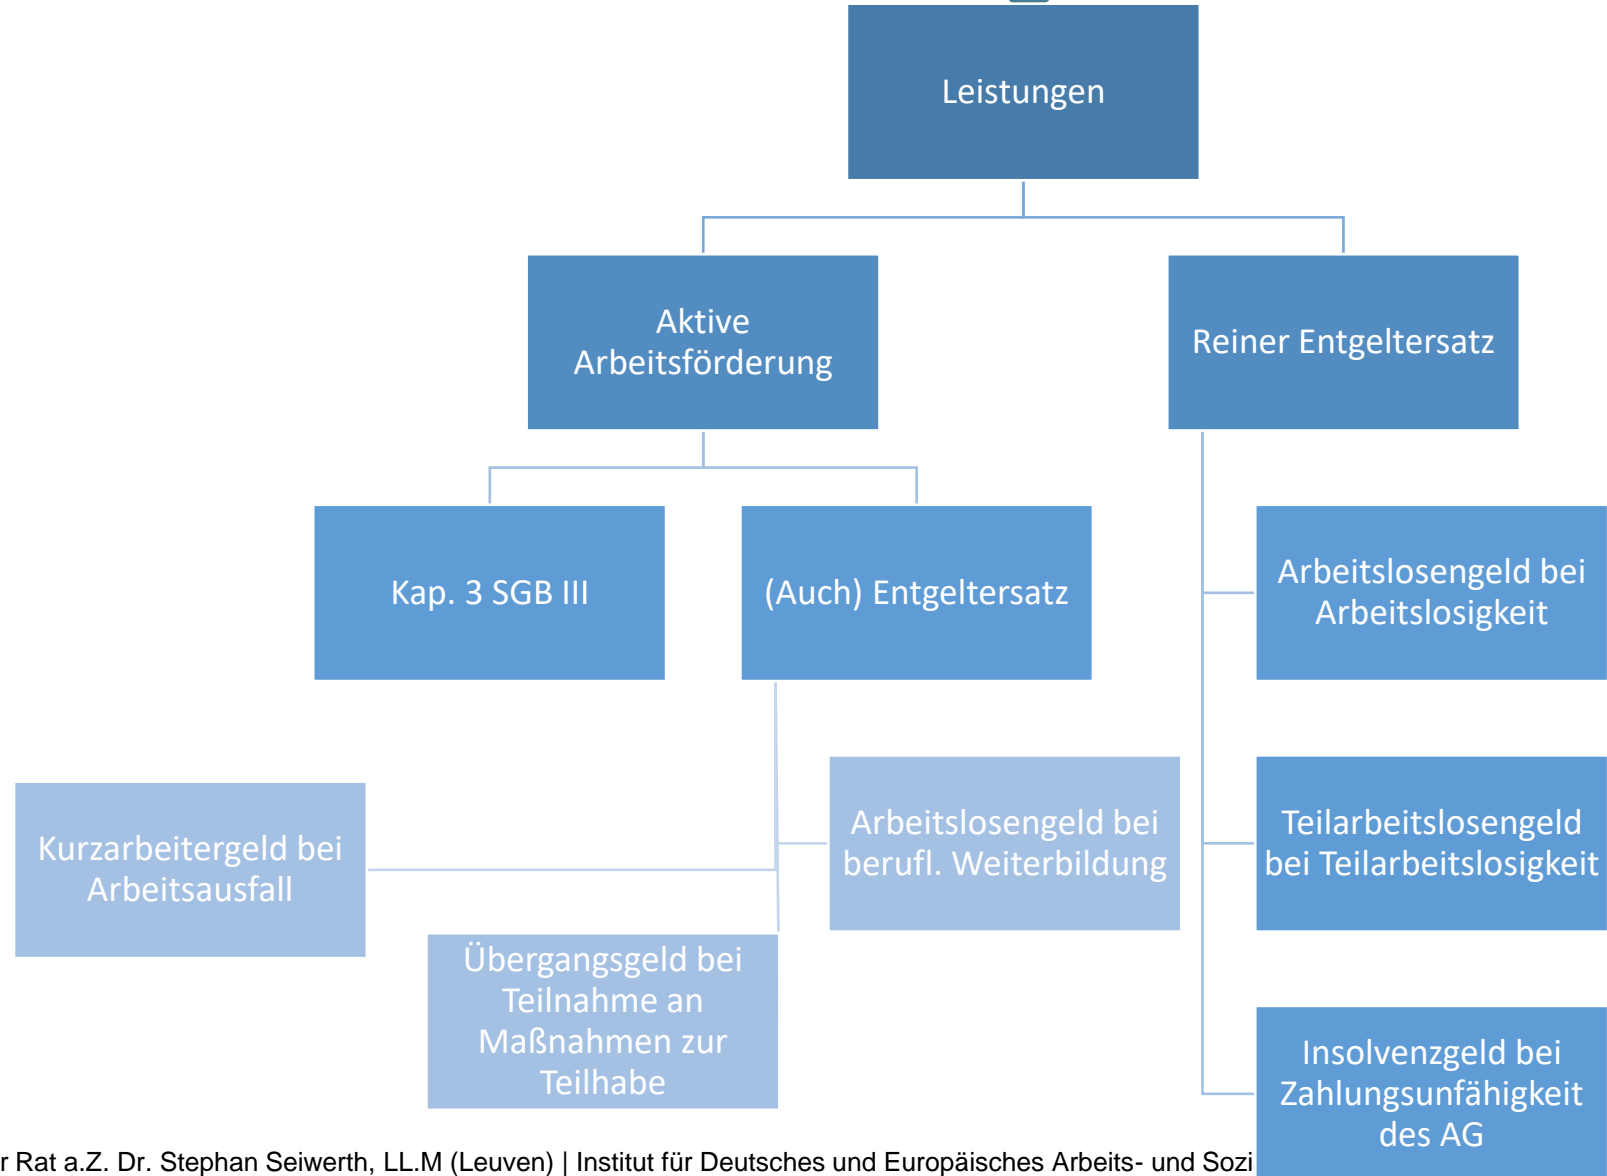 Leistungen
Aktive
Arbeitsförderung
Reiner Entgeltersatz
Kap. 3 SGB III
(Auch) Entgeltersatz
Arbeitslosengeld bei
Arbeitslosigkeit
Kurzarbeitergeld bei
Arbeitsausfall
Arbeitslosengeld bei
berufl. Weiterbildung
Teilarbeitslosengeld
bei Teilarbeitslosigkeit
Übergangsgeld bei
Teilnahme an
Maßnahmen zur
Teilhabe
Insolvenzgeld bei
Zahlungsunfähigkeit
des AG
r Rat a.Z. Dr. Stephan Seiwerth, LL.M (Leuven) | Institut für Deutsches und Europäisches Arbeits- und Sozi